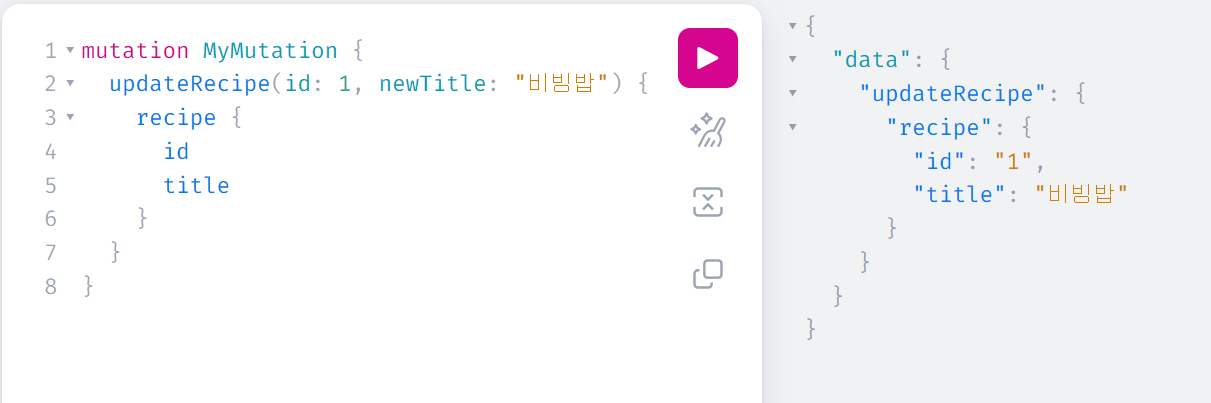 1 mutation MyMutation {
2 updateRecipe(id: 1, newTitle: "비빔밥") {
3 recipe {
4 id
5 title
6 }
7 }
8 }
{
"data": {
"updateRecipe": {
"recipe": {
"id": "1",
"title": "비빔밥"
}
}
}
}